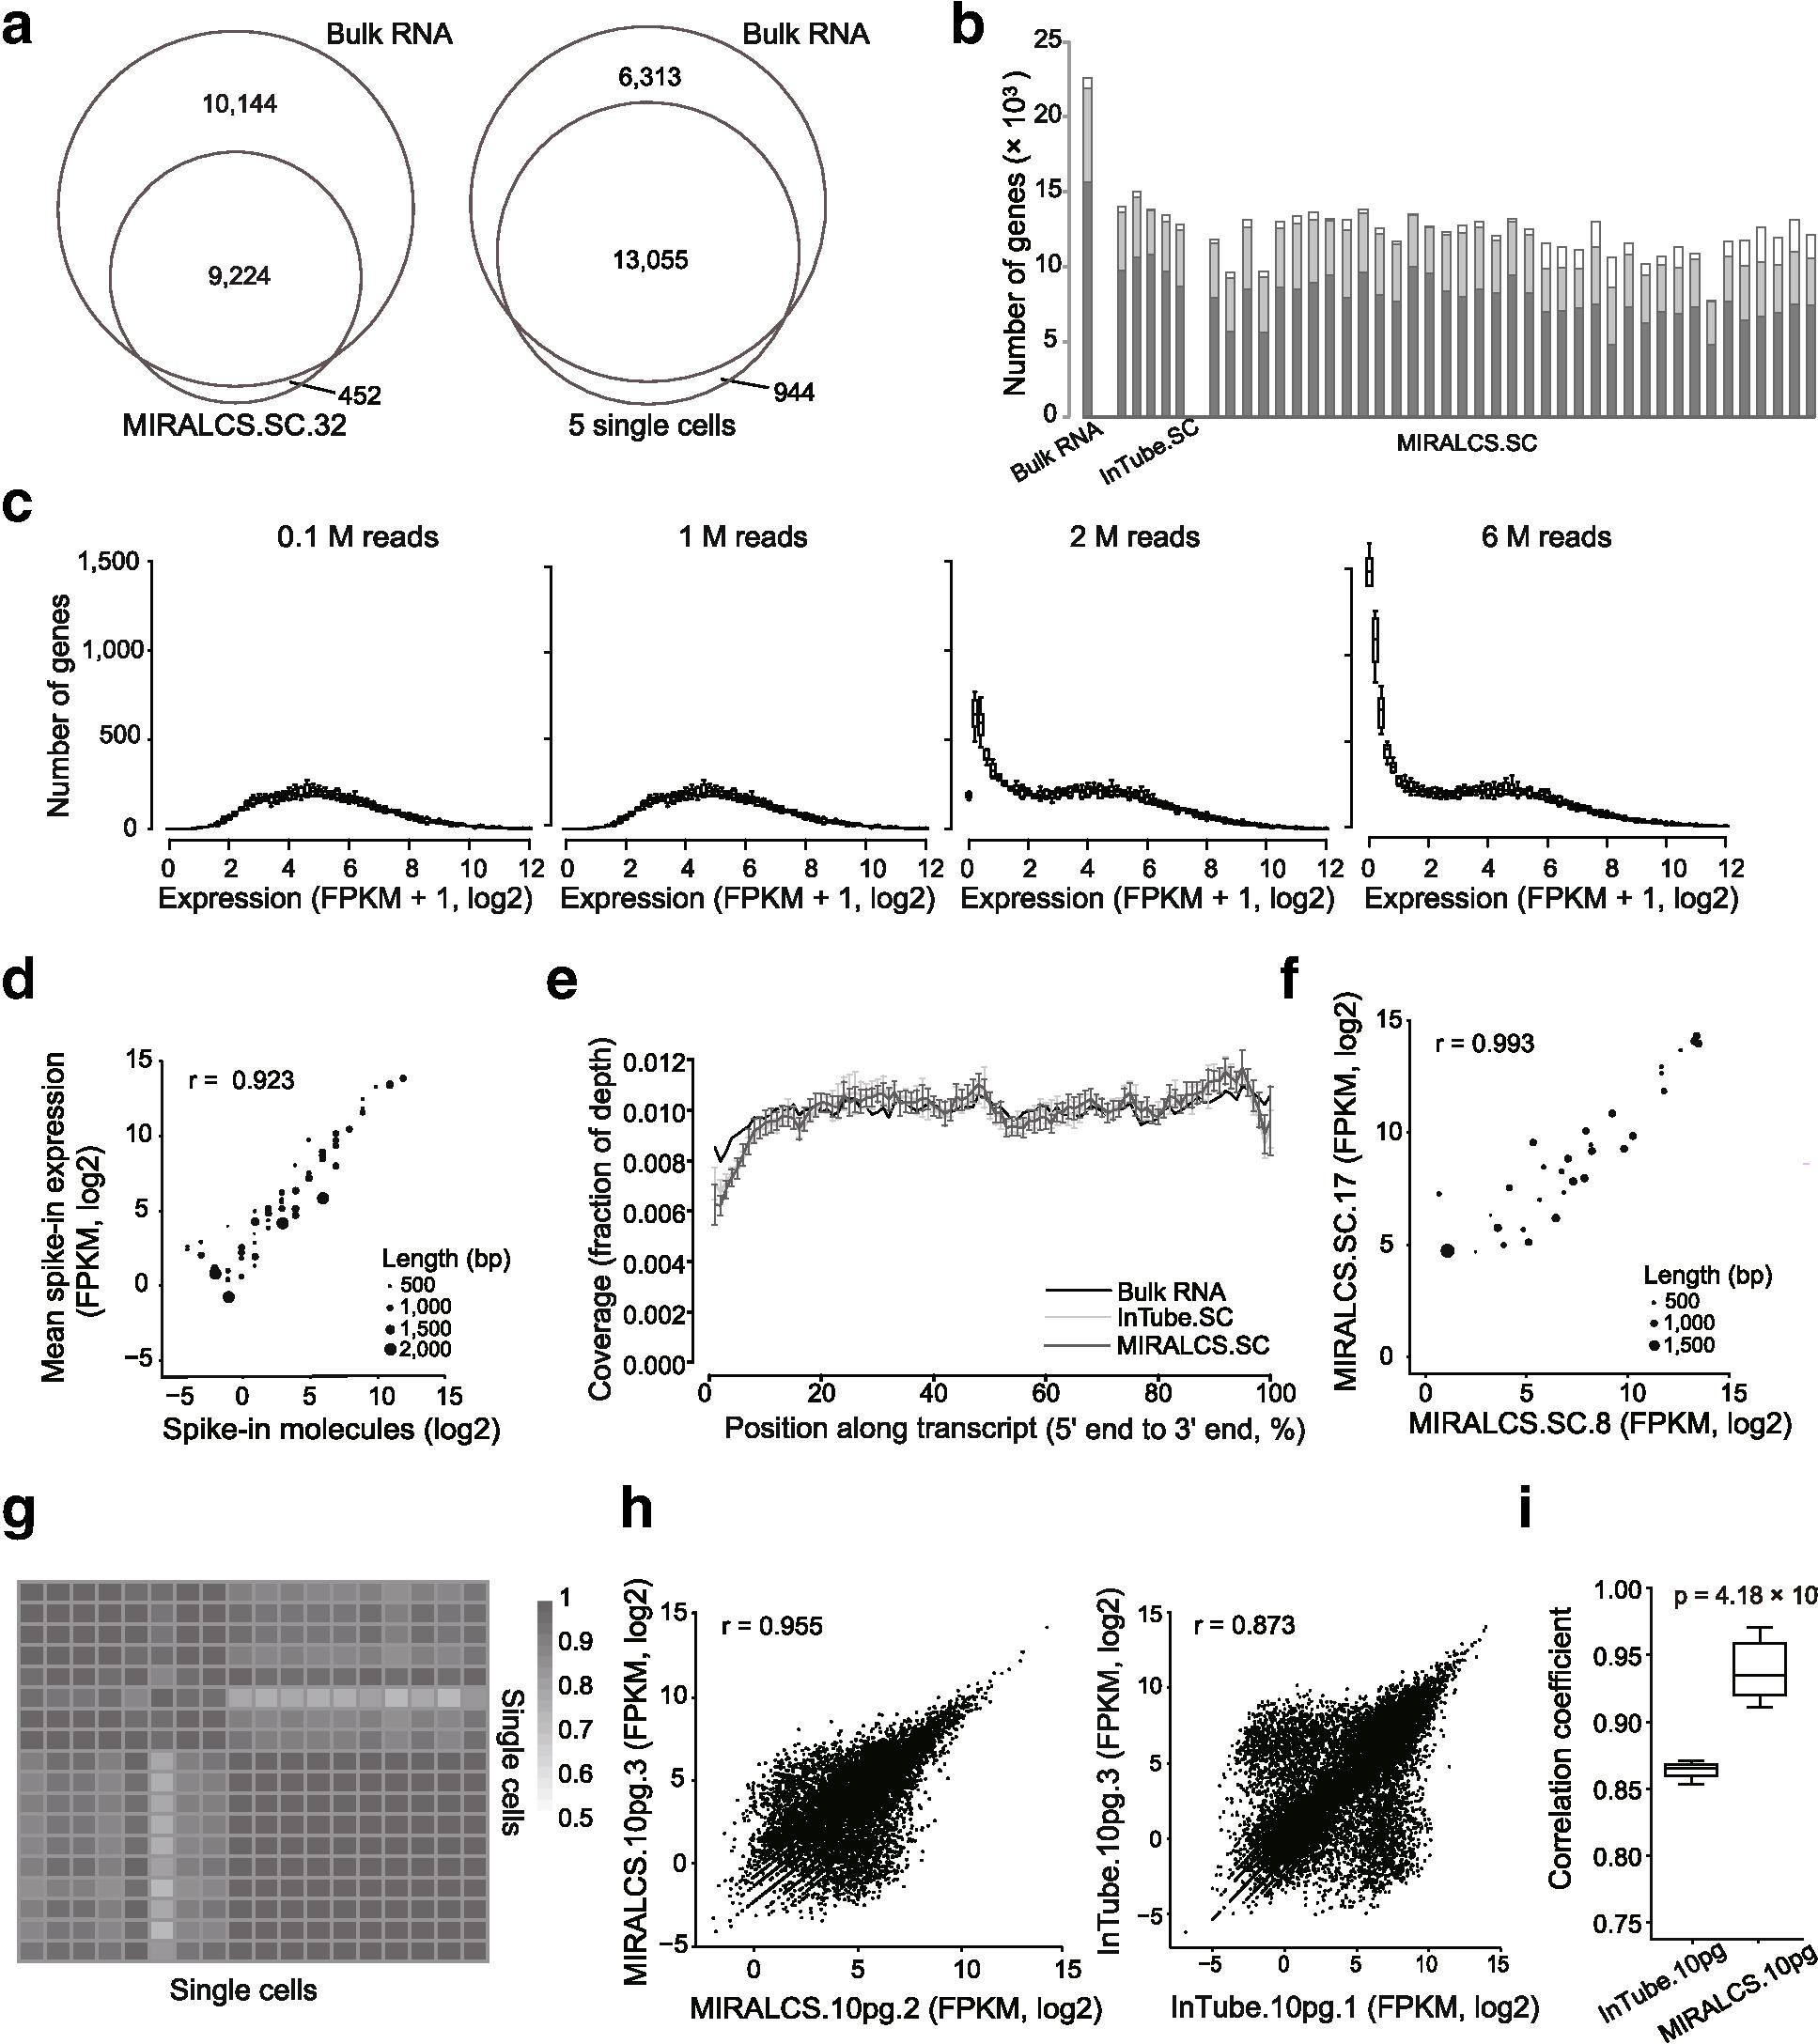 a
Bulk RNA
10,144
9,224
452
MIRALCS.SC.32
Bulk RNA
6,313
13,055
944
5 single cells
b
Number of genes (× 10³)
25
20
15
10
5
0
Bulk RNA
InTube.SC
MIRALCS.SC
c
Number of genes
1,500
1,000
500
0
0.1 M reads
0 2 4 6 8 10 12
Expression (FPKM + 1, log2)
1 M reads
0 2 4 6 8 10 12
Expression (FPKM + 1, log2)
2 M reads
0 2 4 6 8 10 12
Expression (FPKM + 1, log2)
6 M reads
0 2 4 6 8 10 12
Expression (FPKM + 1, log2)
d
Mean spike-in expression
(FPKM, log2)
15
10
5
0
−5
r = 0.923
Length (bp)
500
1,000
1,500
2,000
−5 0 5 10 15
Spike-in molecules (log2)
e
Coverage (fraction of depth)
0.012
0.010
0.008
0.006
0.004
0.002
0.000
Bulk RNA
InTube.SC
MIRALCS.SC
0 20 40 60 80 100
Position along transcript (5' end to 3' end, %)
f
MIRALCS.SC.17 (FPKM, log2)
15
10
5
0
r = 0.993
Length (bp)
500
1,000
1,500
0 5 10 15
MIRALCS.SC.8 (FPKM, log2)
g
1
0.9
0.8
0.7
0.6
0.5
Single cells
Single cells
h
MIRALCS.10pg.3 (FPKM, log2)
15
10
5
0
−5
r = 0.955
0 5 10 15
MIRALCS.10pg.2 (FPKM, log2)
InTube.10pg.3 (FPKM, log2)
15
10
5
0
−5
r = 0.873
−5 0 5 10 15
InTube.10pg.1 (FPKM, log2)
i
Correlation coefficient
1.00
0.95
0.90
0.85
0.80
0.75
p = 4.18 × 10
InTube.10pg
MIRALCS.10pg